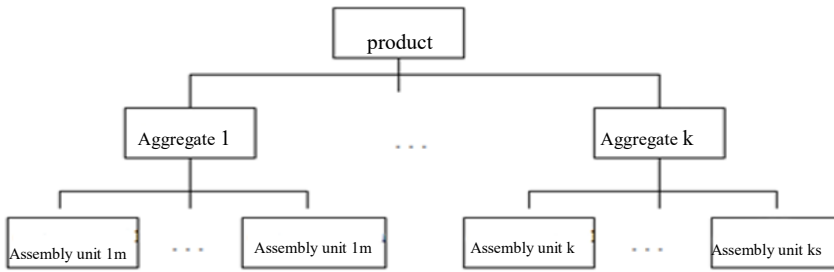 product
Aggregate 1
- - -
Aggregate k
Assembly unit 1m
- - -
Assembly unit 1m
Assembly unit k
- - -
Assembly unit ks